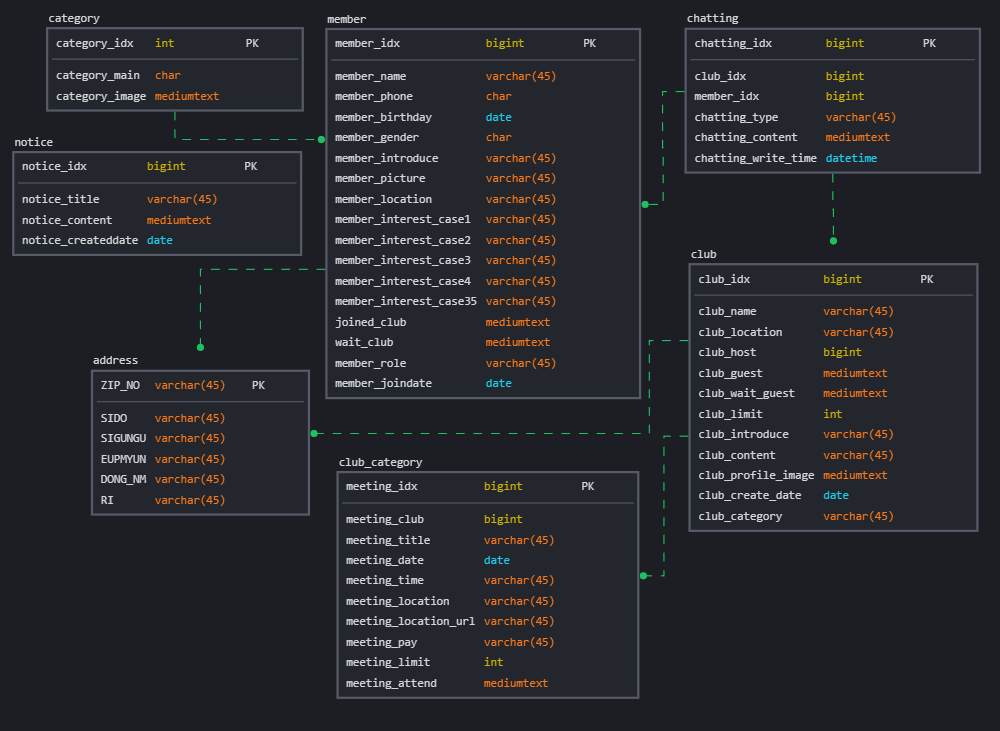 category
category_idx int PK
category_main char
category_image mediumtext
notice
notice_idx bigint PK
notice_title varchar(45)
notice_content mediumtext
notice_createddate date
member
member_idx bigint PK
member_name varchar(45)
member_phone char
member_birthday date
member_gender char
member_introduce varchar(45)
member_picture varchar(45)
member_location varchar(45)
member_interest_case1 varchar(45)
member_interest_case2 varchar(45)
member_interest_case3 varchar(45)
member_interest_case4 varchar(45)
member_interest_case35 varchar(45)
joined_club mediumtext
wait_club mediumtext
member_role varchar(45)
member_joindate date
chatting
chatting_idx bigint PK
club_idx bigint
member_idx bigint
chatting_type varchar(45)
chatting_content mediumtext
chatting_write_time datetime
club
club_idx bigint PK
club_name varchar(45)
club_location varchar(45)
club_host bigint
club_guest mediumtext
club_wait_guest mediumtext
club_limit int
club_introduce varchar(45)
club_content varchar(45)
club_profile_image mediumtext
club_create_date date
club_category varchar(45)
address
ZIP_NO varchar(45) PK
SIDO varchar(45)
SIGUNGU varchar(45)
EUPMYUN varchar(45)
DONG_NM varchar(45)
RI varchar(45)
club_category
meeting_idx bigint PK
meeting_club bigint
meeting_title varchar(45)
meeting_date date
meeting_time varchar(45)
meeting_location varchar(45)
meeting_location_url varchar(45)
meeting_pay varchar(45)
meeting_limit int
meeting_attend mediumtext